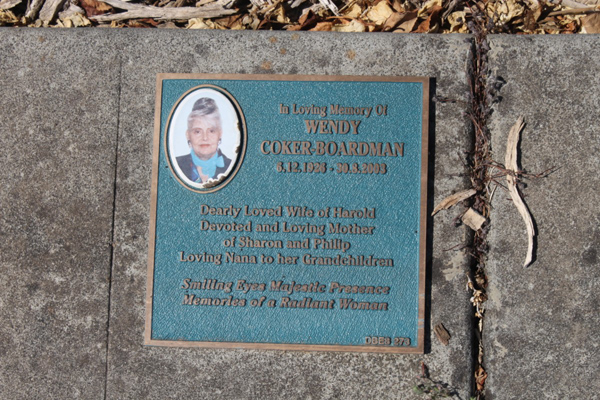 In Loving Memory Of
WENDY
COKER-BOARDMAN
Dearly Loved Wife of Harold
Devoted and Loving Mother
of Sharon and Philip
Loving Nana to her Grandchildren
Smiling Eyes Majestic Presence
Memories of a Radiant Woman